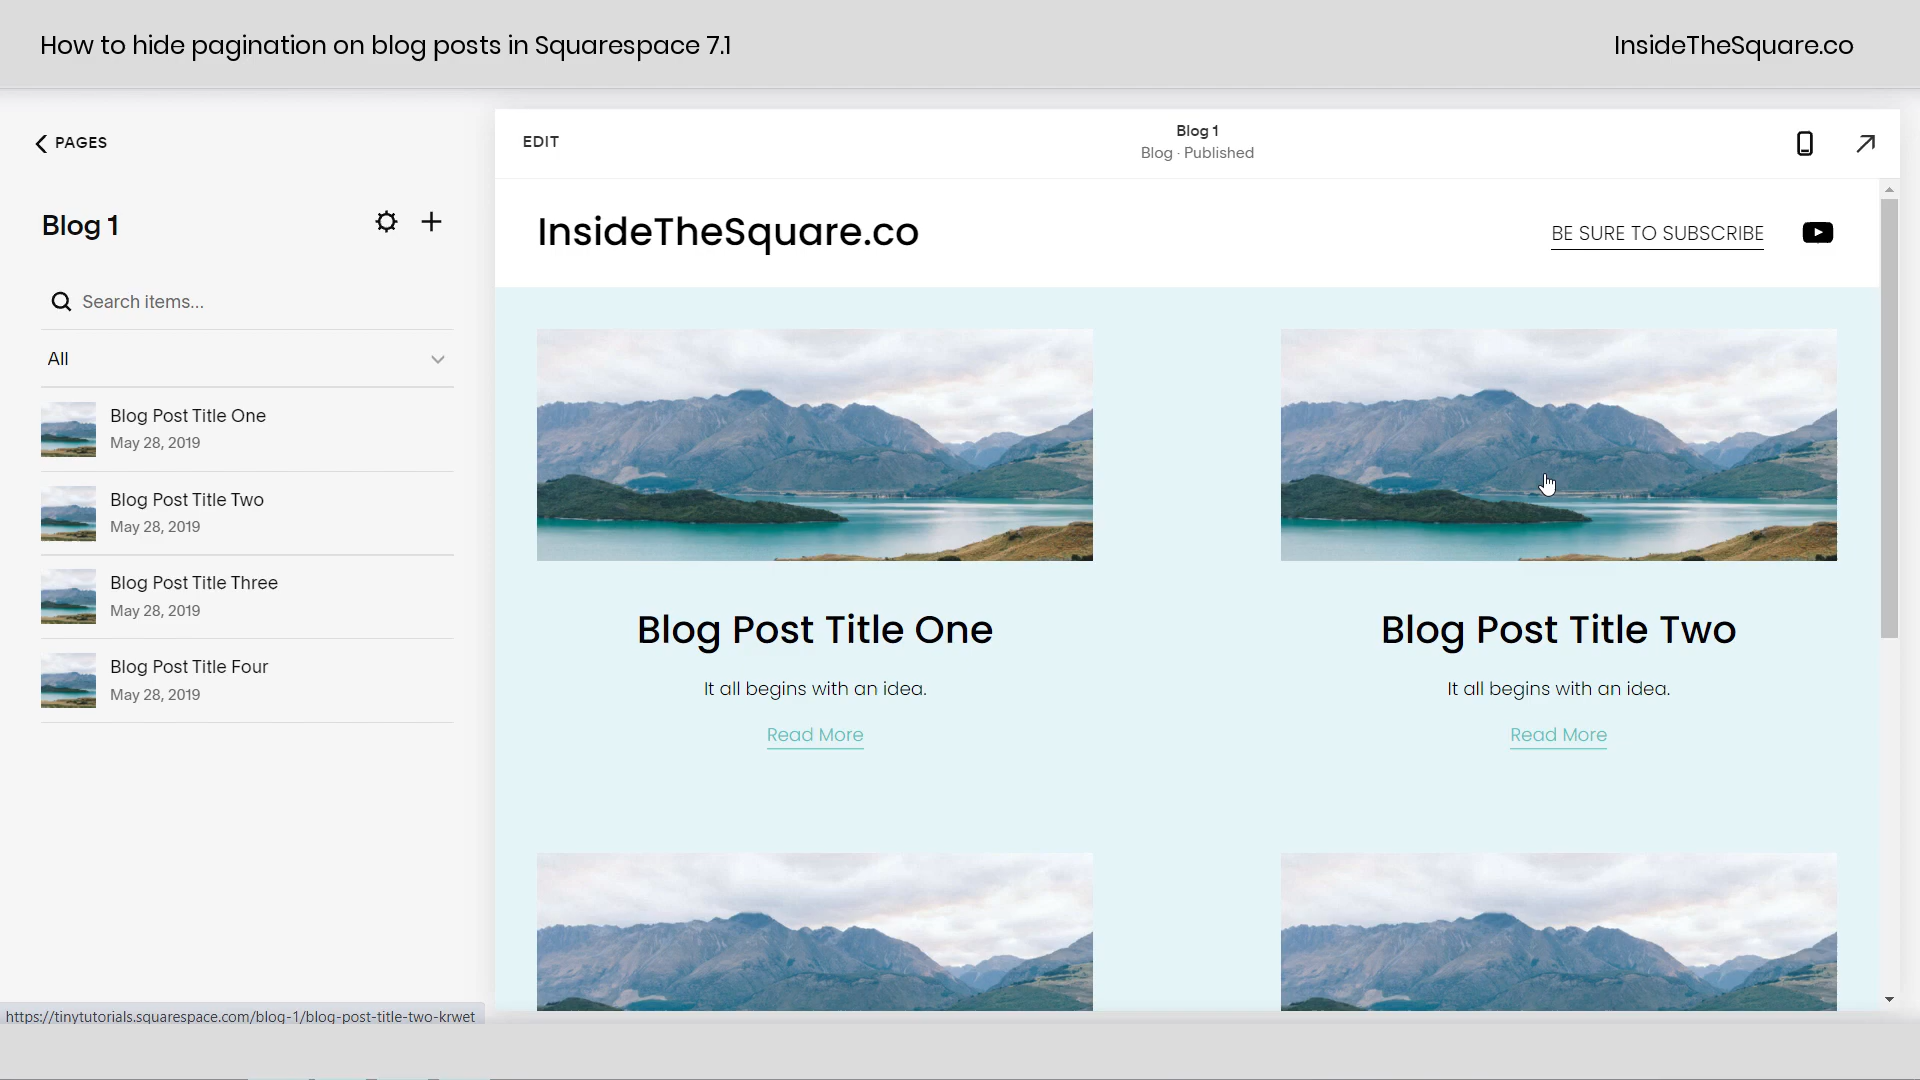 How to hide pagination on blog posts in Squarespace 7.1
InsideTheSquare.co
PAGES
Blog 1
Search items...
All
Blog Post Title One
May 28, 2019
Blog Post Title Two
May 28, 2019
Blog Post Title Three
May 28, 2019
Blog Post Title Four
May 28, 2019
EDIT
Blog 1
Blog · Published
InsideTheSquare.co
BE SURE TO SUBSCRIBE
Blog Post Title One
It all begins with an idea.
Read More
Blog Post Title Two
It all begins with an idea.
Read More
https://tinytutorials.squarespace.com/blog-1/blog-post-title-two-krwet